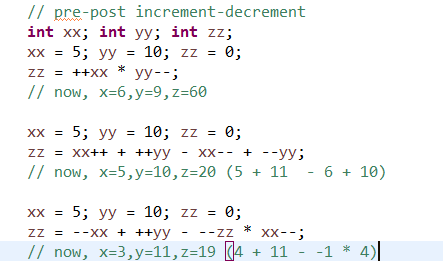 // pre-post increment-decrement
int xx; int yy; int zz;
xx = 5; yy = 10; zz = 0;
zz = ++xx * yy--;
// now, x=6,y=9,z=60
xx = 5; yy = 10; zz = 0;
zz = xx++ + ++yy - xx-- + --yy;
// now, x=5,y=10,z=20 (5 + 11  - 6 + 10)
xx = 5; yy = 10; zz = 0;
zz = --xx + ++yy - --zz * xx--;
// now, x=3,y=11,z=19 (4 + 11 - -1 * 4)